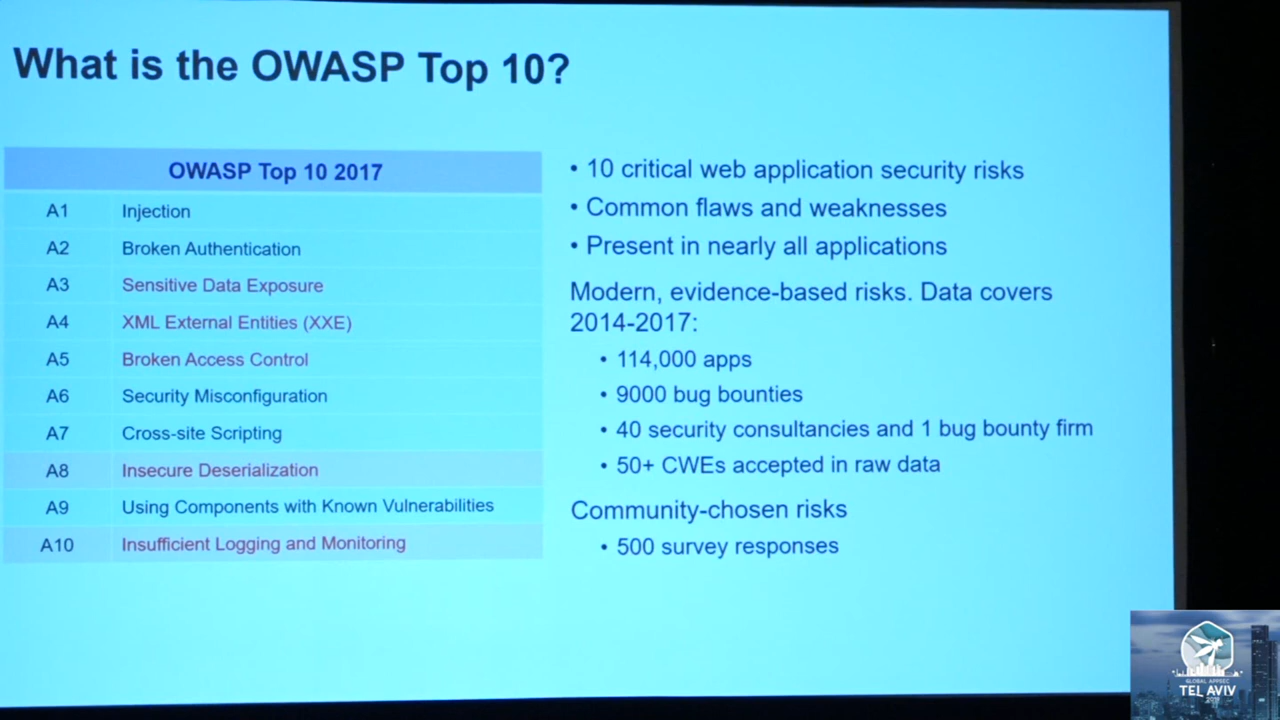 What is the OWASP Top 10?
OWASP Top 10 2017
A1 Injection
A2 Broken Authentication
A3 Sensitive Data Exposure
A4 XML External Entities (XXE)
A5 Broken Access Control
A6 Security Misconfiguration
A7 Cross-site Scripting
A8 Insecure Deserialization
A9 Using Components with Known Vulnerabilities
A10 Insufficient Logging and Monitoring
• 10 critical web application security risks
• Common flaws and weaknesses
• Present in nearly all applications
Modern, evidence-based risks. Data covers
2014-2017:
• 114,000 apps
• 9000 bug bounties
• 40 security consultancies and 1 bug bounty firm
• 50+ CWEs accepted in raw data
Community-chosen risks
• 500 survey responses
GLOBAL APPSEC
TEL AVIV